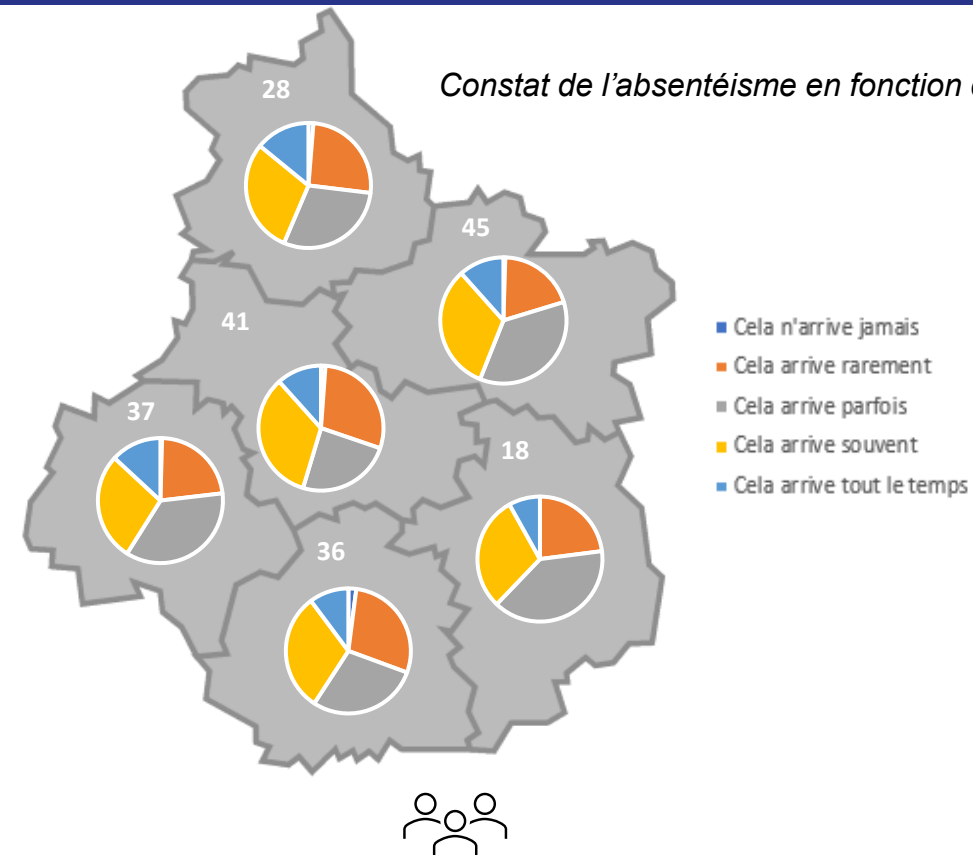 Constat de l'absentéisme en fonction
28
45
41
37
18
36
Cela n'arrive jamais
Cela arrive rarement
Cela arrive parfois
Cela arrive souvent
Cela arrive tout le temps